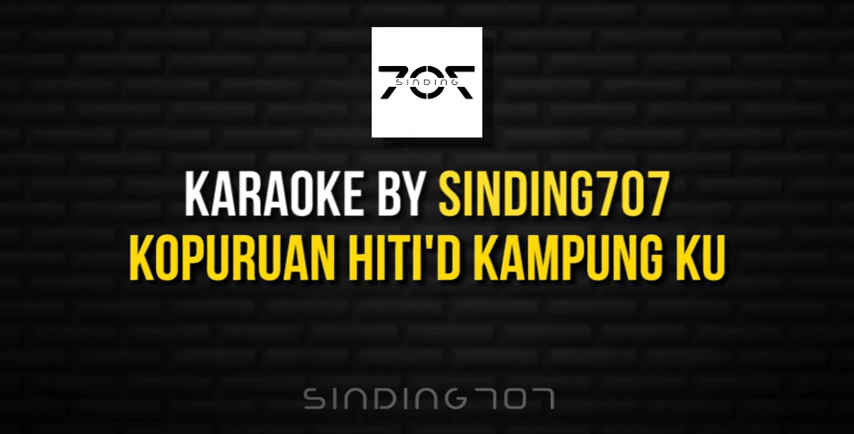 707
SINDING
KARAOKE BY SINDING707
KOPURUAN HITI'D KAMPUNG KU
SINDING707